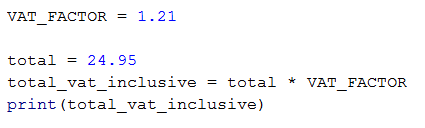 VAT_FACTOR = 1.21
total = 24.95
total_vat_inclusive = total * VAT_FACTOR
print(total_vat_inclusive)